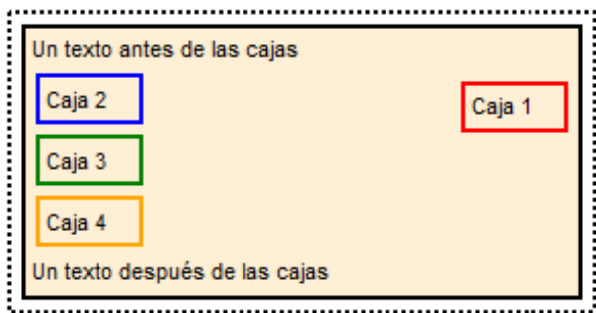 Un texto antes de las cajas
Caja 2
Caja 1
Caja 3
Caja 4
Un texto después de las cajas